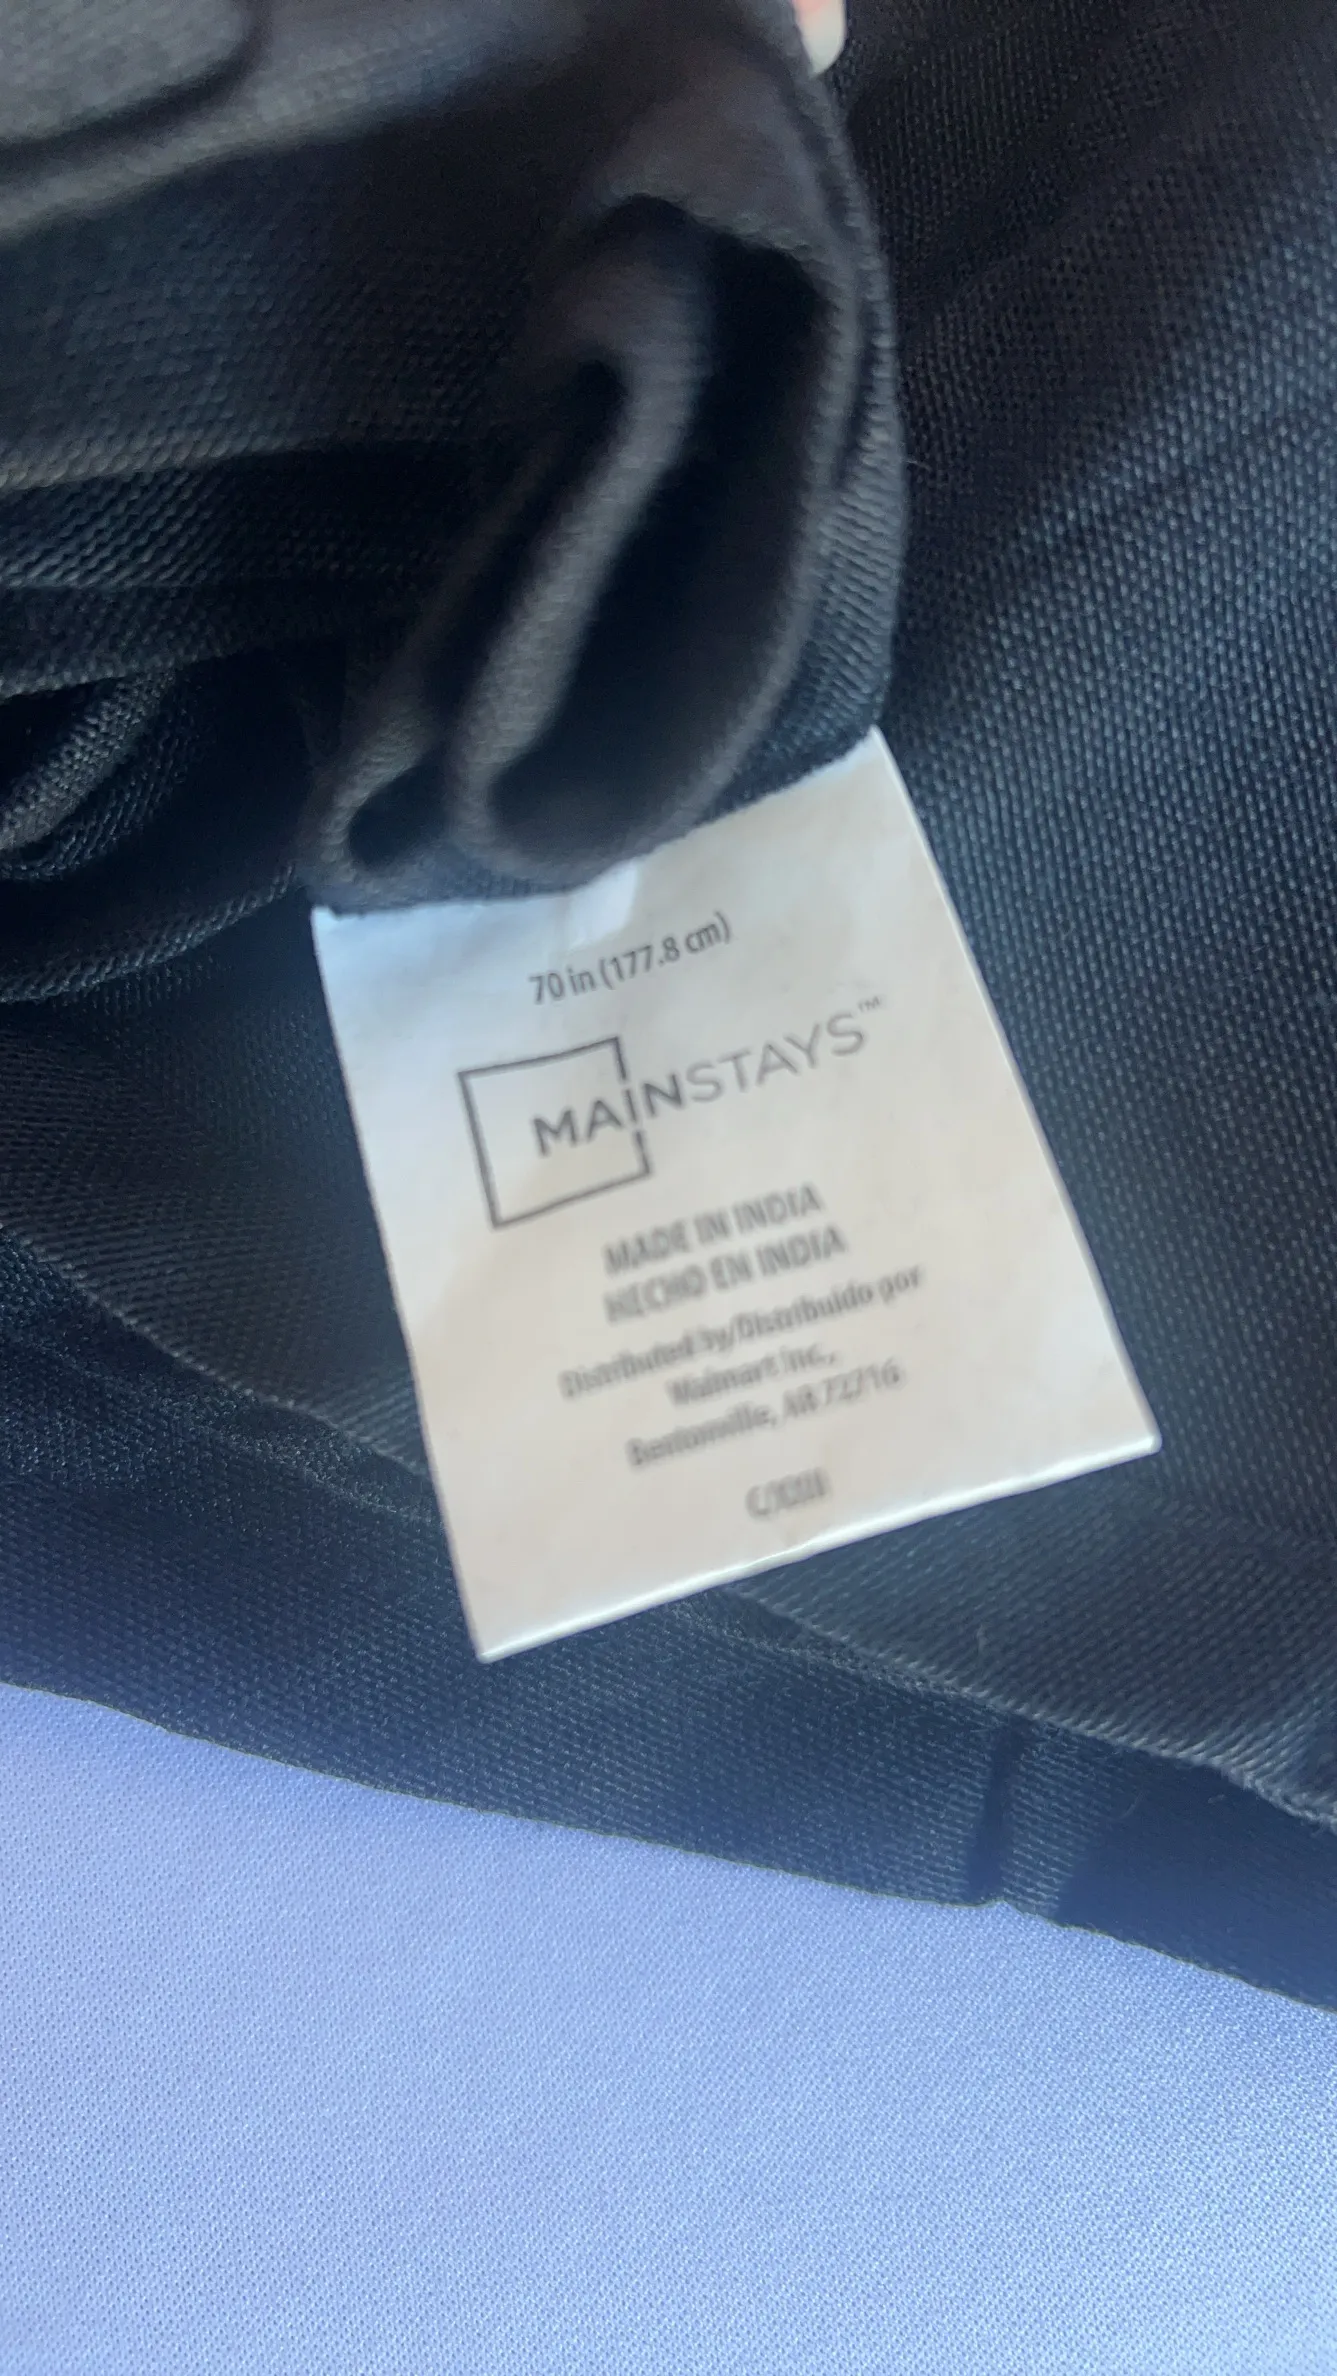 70 in (177.8 cm)
MAINSTAYS™
MADE IN INDIA
HECHO EN INDIA
Distributed by/Distribuido por
Walmart Inc.,
Bentonville, AR 72716